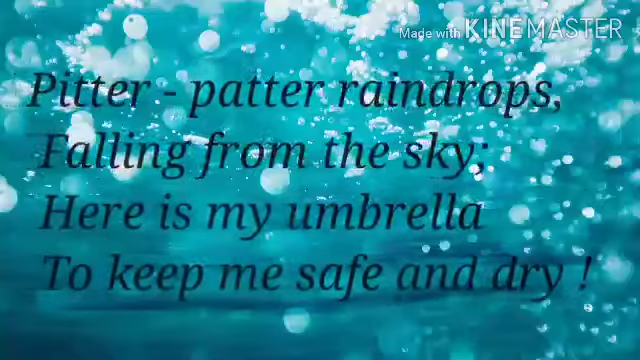 Made with KINEMASTER
Pitter - patter raindrops,
Falling from the sky;
Here is my umbrella
To keep me safe and dry !